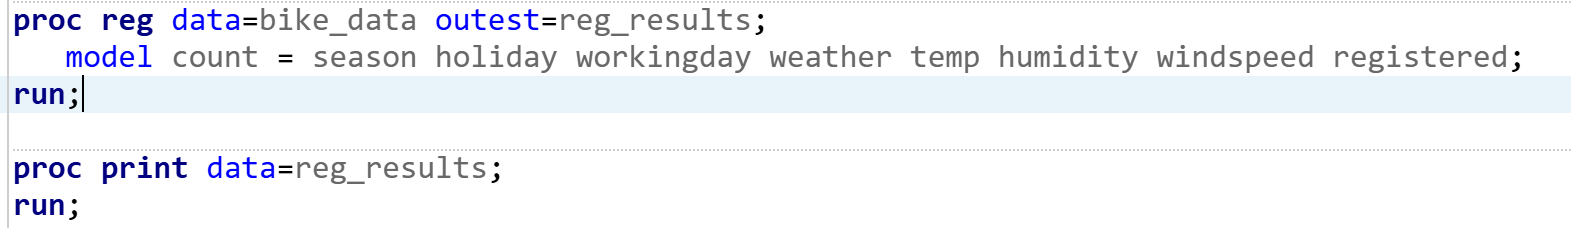 proc reg data=bike_data outest=reg_results;
model count = season holiday workingday weather temp humidity windspeed registered;
run;
proc print data=reg_results;
run;